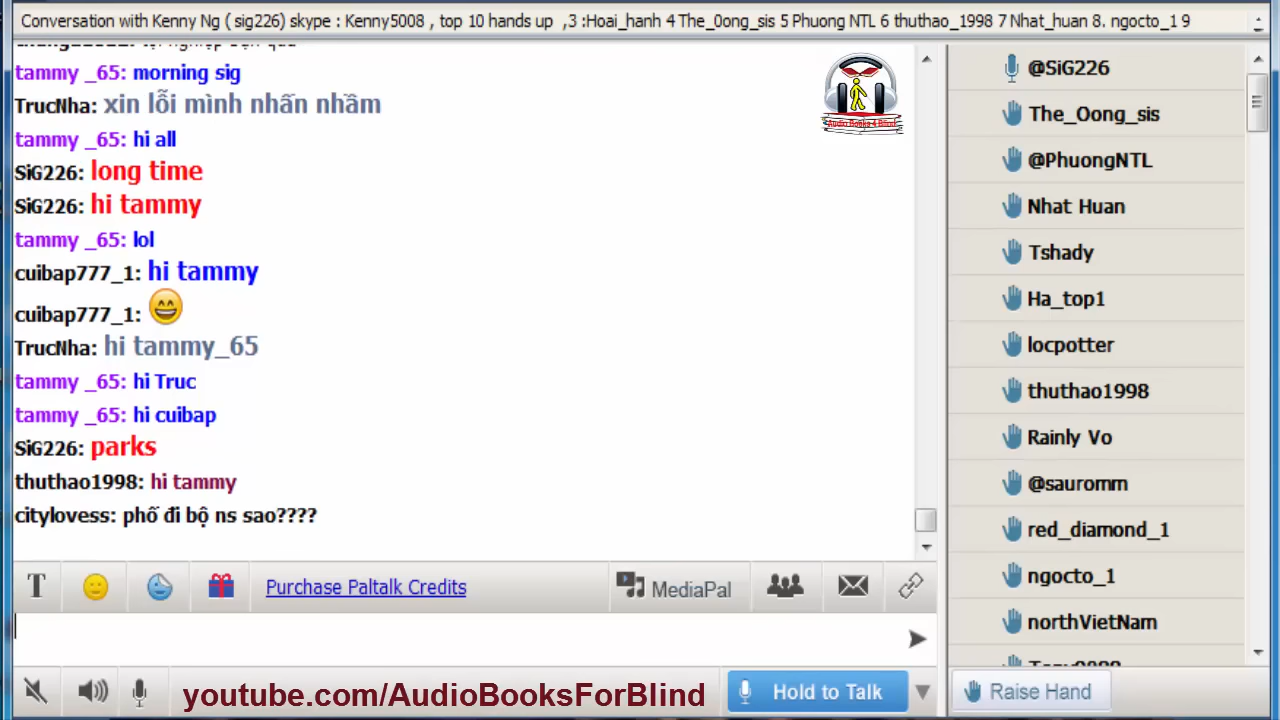 Conversation with Kenny Ng ( sig226) skype : Kenny5008 , top 10 hands up ,3 :Hoai_hanh 4 The_0ong_sis 5 Phuong NTL 6 thuthao_1998 7 Nhat_huan 8. ngocto_1 9
tammy _65: morning sig
TrucNha: xin lỗi mình nhấn nhầm
tammy _65: hi all
SiG226: long time
SiG226: hi tammy
tammy _65: lol
cuibap777_1: hi tammy
cuibap777_1:
TrucNha: hi tammy_65
tammy _65: hi Truc
tammy _65: hi cuibap
SiG226: parks
thuthao1998: hi tammy
citylovess: phố đi bộ ns sao????
Audio Books 4 Blind
@SiG226
The_Oong_sis
@PhuongNTL
Nhat Huan
Tshady
Ha_top1
locpotter
thuthao1998
Rainly Vo
@sauromm
red_diamond_1
ngocto_1
northVietNam
T Purchase Paltalk Credits MediaPal
youtube.com/AudioBooksForBlind Hold to Talk Raise Hand